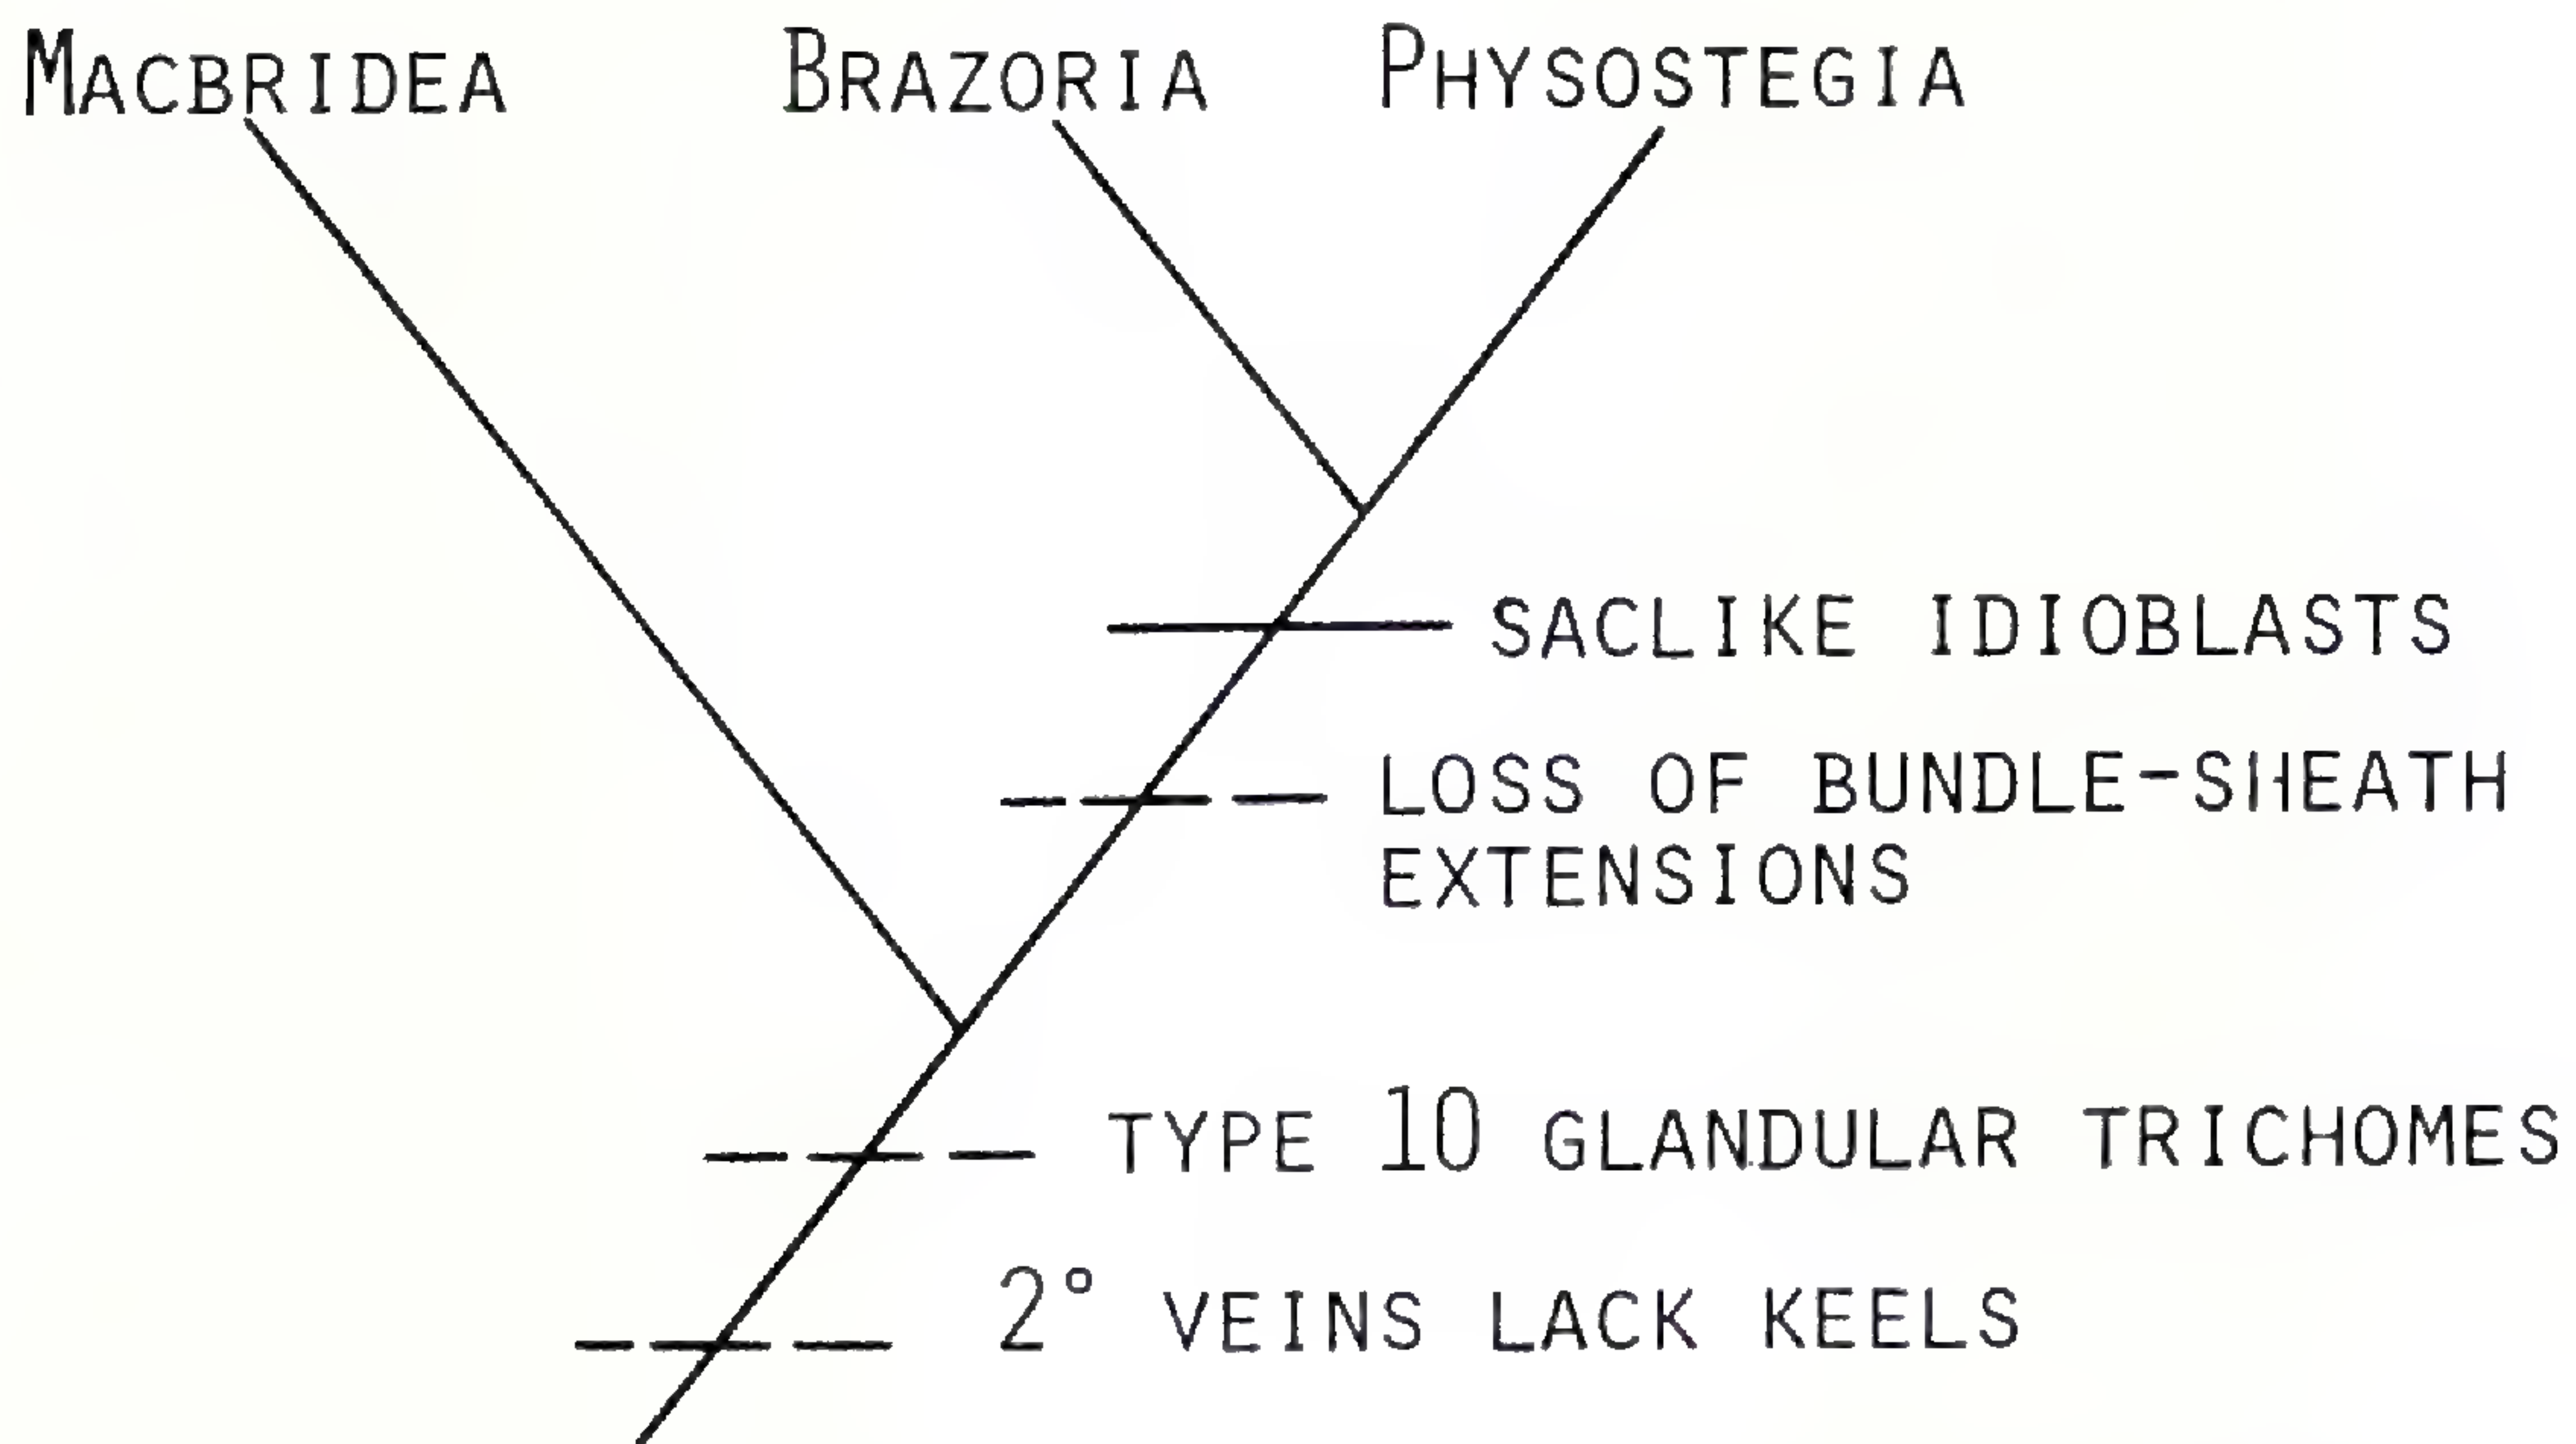 MACBRIDEA BRAZORIA PHYSOSTEGIA
SACLIKE IDIOBLASTS
LOSS OF BUNDLE-SHEATH
EXTENSIONS
TYPE 10 GLANDULAR TRICHOMES
2° VEINS LACK KEELS